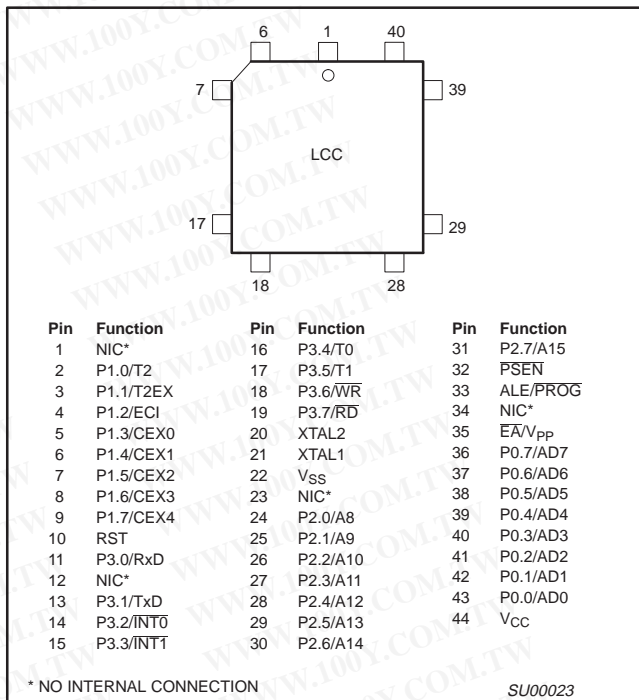 6 1 40
7 39
LCC
17 29
18 28
Pin Function Pin Function Pin Function
1 NIC* 16 P3.4/T0 31 P2.7/A15
2 P1.0/T2 17 P3.5/T1 32 PSEN
3 P1.1/T2EX 18 P3.6/WR 33 ALE/PROG
4 P1.2/ECI 19 P3.7/RD 34 NIC*
5 P1.3/CEX0 20 XTAL2 35 EA/VPP
6 P1.4/CEX1 21 XTAL1 36 P0.7/AD7
7 P1.5/CEX2 22 VSS 37 P0.6/AD6
8 P1.6/CEX3 23 NIC* 38 P0.5/AD5
9 P1.7/CEX4 24 P2.0/A8 39 P0.4/AD4
10 RST 25 P2.1/A9 40 P0.3/AD3
11 P3.0/RxD 26 P2.2/A10 41 P0.2/AD2
12 NIC* 27 P2.3/A11 42 P0.1/AD1
13 P3.1/TxD 28 P2.4/A12 43 P0.0/AD0
14 P3.2/INT0 29 P2.5/A13 44 VCC
15 P3.3/INT1 30 P2.6/A14
* NO INTERNAL CONNECTION SU00023
WWW.100Y.COM.TW